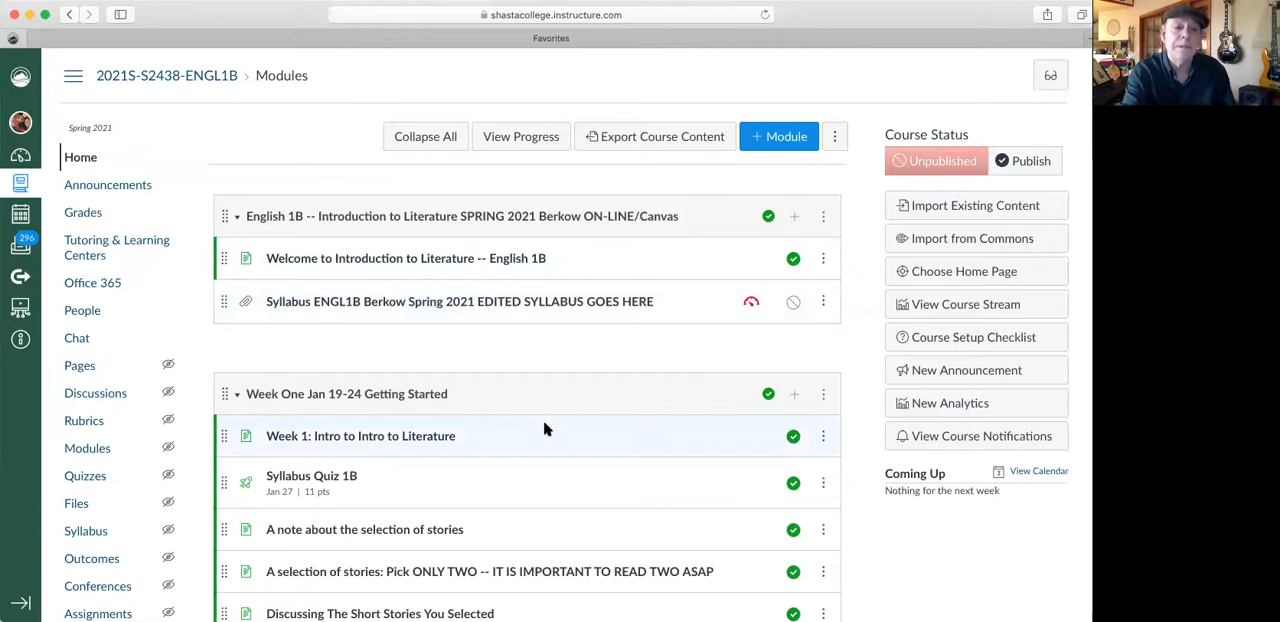 shastacollege.instructure.com
Favorites
2021S-S2438-ENGL1B › Modules
Spring 2021
Home
Announcements
Grades
Tutoring & Learning
Centers
Office 365
People
Chat
Pages
Discussions
Rubrics
Modules
Quizzes
Files
Syllabus
Outcomes
Conferences
Assignments
296
Collapse All
View Progress
Export Course Content
+ Module
English 1B -- Introduction to Literature SPRING 2021 Berkow ON-LINE/Canvas
Welcome to Introduction to Literature -- English 1B
Syllabus ENGL1B Berkow Spring 2021 EDITED SYLLABUS GOES HERE
Week One Jan 19-24 Getting Started
Week 1: Intro to Intro to Literature
Syllabus Quiz 1B
Jan 27 | 11 pts
A note about the selection of stories
A selection of stories: Pick ONLY TWO -- IT IS IMPORTANT TO READ TWO ASAP
Discussing The Short Stories You Selected
Course Status
Unpublished
Publish
Import Existing Content
Import from Commons
Choose Home Page
View Course Stream
Course Setup Checklist
New Announcement
New Analytics
View Course Notifications
Coming Up
3 View Calendar
Nothing for the next week